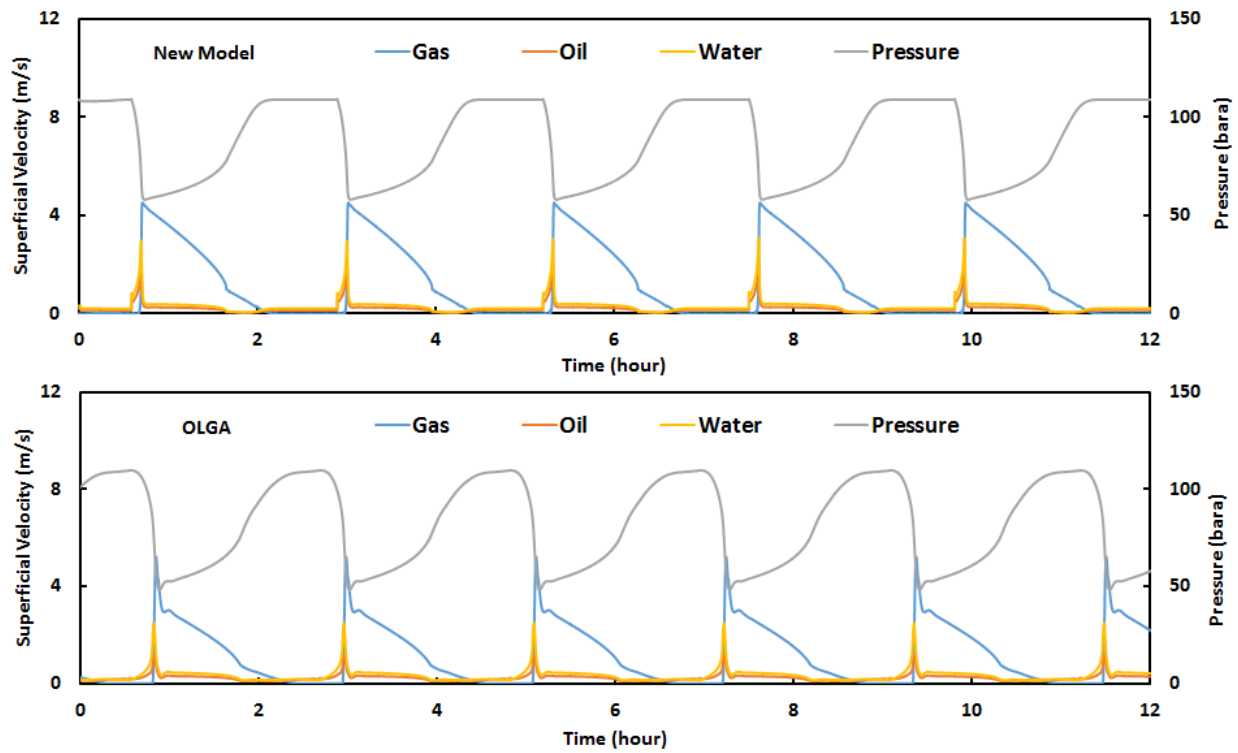 12 150
New Model Gas Oil Water Pressure
8 100
4 50
0 0
0 2 4 6 8 10 12
Superficial Velocity (m/s)
Pressure (bara)
Time (hour)
12 150
OLGA Gas Oil Water Pressure
8 100
4 50
0 0
0 2 4 6 8 10 12
Superficial Velocity (m/s)
Pressure (bara)
Time (hour)